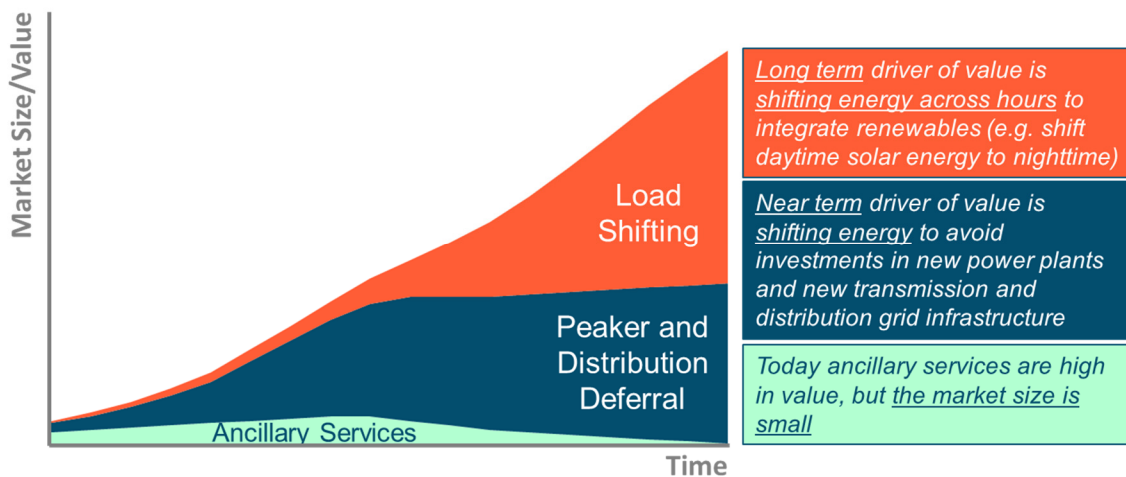 Market Size/Value
Load
Shifting
Peaker and
Distribution
Deferral
Ancillary Services
Time
Long term driver of value is
shifting energy across hours to
integrate renewables (e.g. shift
daytime solar energy to nighttime)
Near term driver of value is
shifting energy to avoid
investments in new power plants
and new transmission and
distribution grid infrastructure
Today ancillary services are high
in value, but the market size is
small